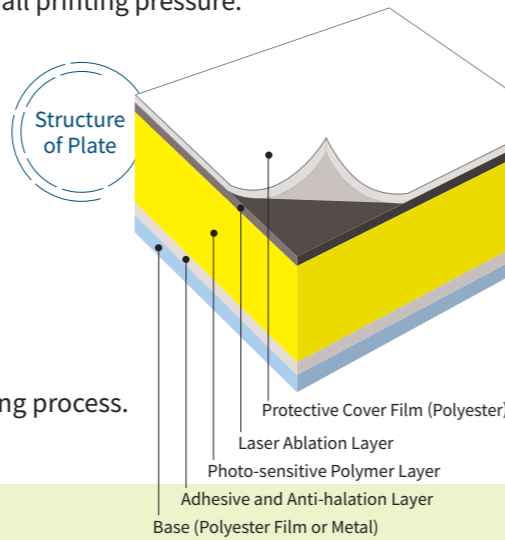 all printing pressure.
Structure
of Plate
ng process.
Protective Cover Film (Polyester)
Laser Ablation Layer
Photo-sensitive Polymer Layer
Adhesive and Anti-halation Layer
Base (Polyester Film or Metal)